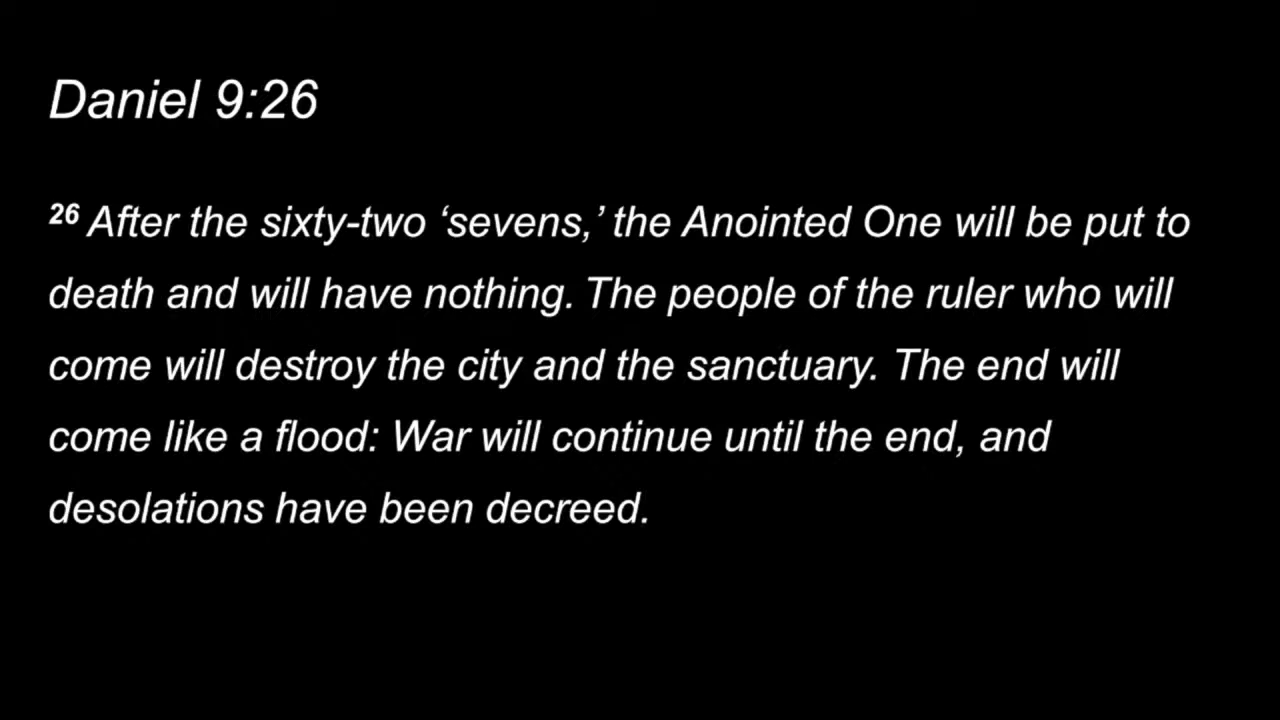 Daniel 9:26
26 After the sixty-two ‘sevens,’ the Anointed One will be put to
death and will have nothing. The people of the ruler who will
come will destroy the city and the sanctuary. The end will
come like a flood: War will continue until the end, and
desolations have been decreed.